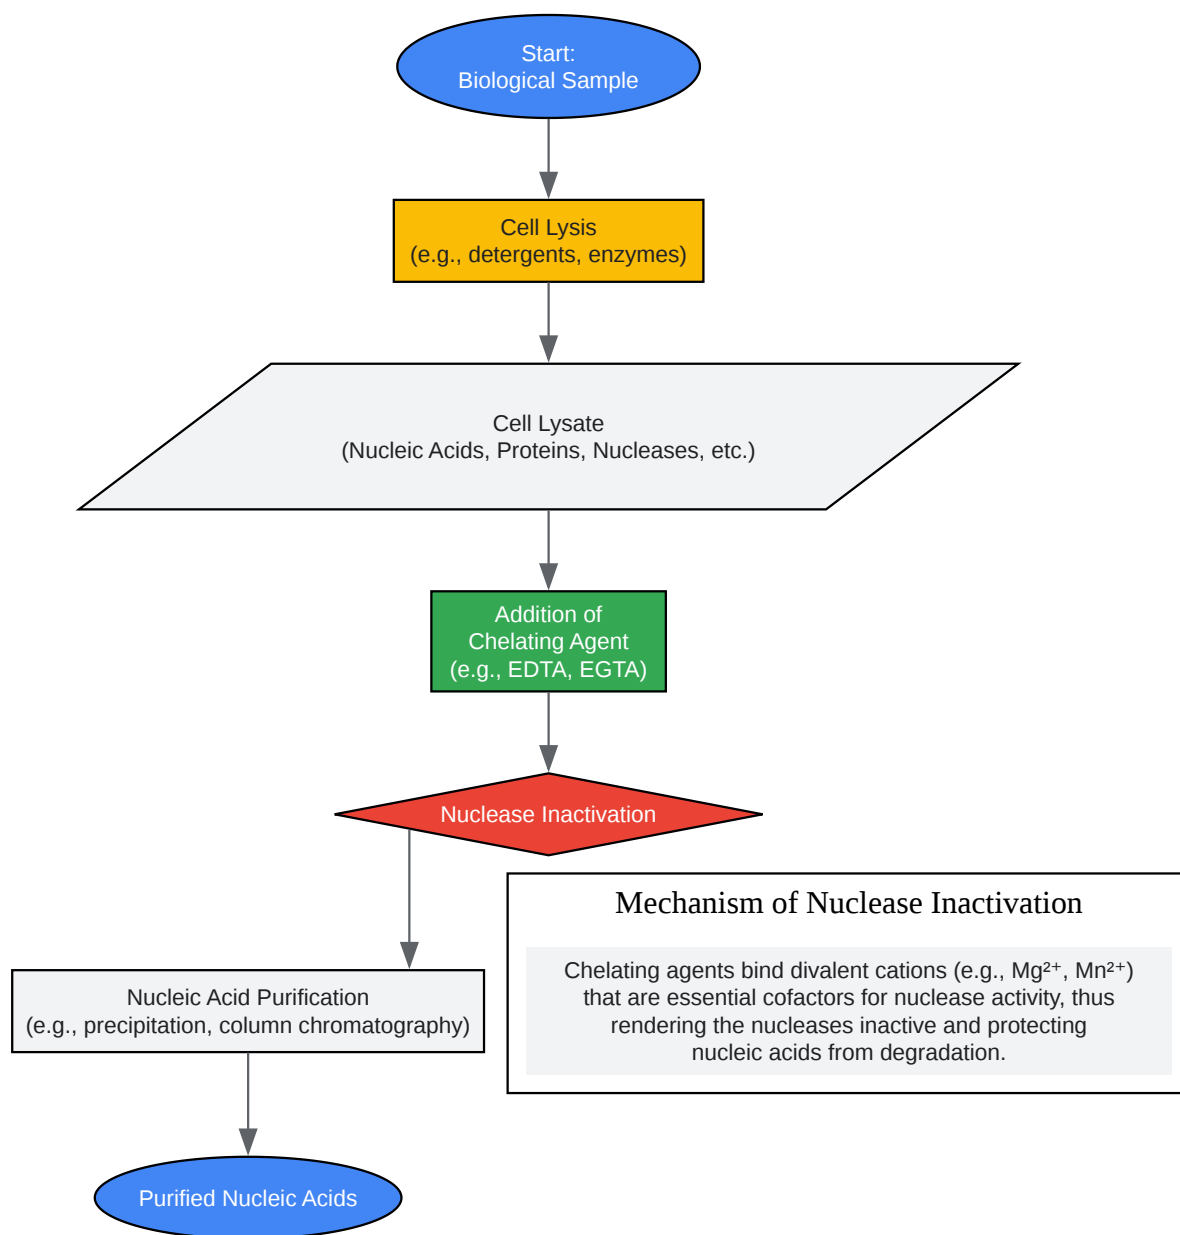 Start:
Biological Sample
Cell Lysis
(e.g., detergents, enzymes)
Cell Lysate
(Nucleic Acids, Proteins, Nucleases, etc.)
Addition of
Chelating Agent
(e.g., EDTA, EGTA)
Nuclease Inactivation
Mechanism of Nuclease Inactivation
Chelating agents bind divalent cations (e.g., Mg²⁺, Mn²⁺)
that are essential cofactors for nuclease activity, thus
rendering the nucleases inactive and protecting
nucleic acids from degradation.
Nucleic Acid Purification
(e.g., precipitation, column chromatography)
Purified Nucleic Acids